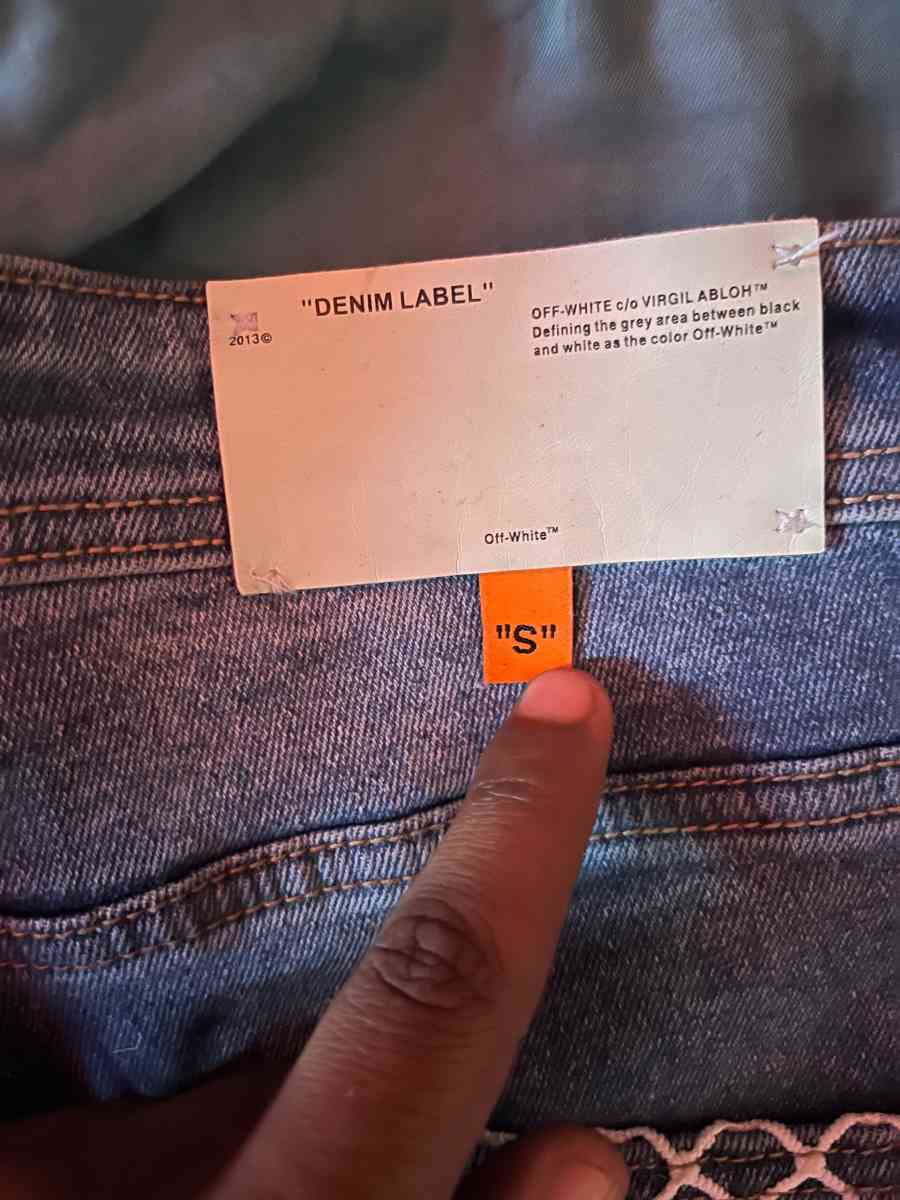 "DENIM LABEL"
2013©
OFF-WHITE c/o VIRGIL ABLOH™
Defining the grey area between black
and white as the color Off-White™
Off-White™
"S"